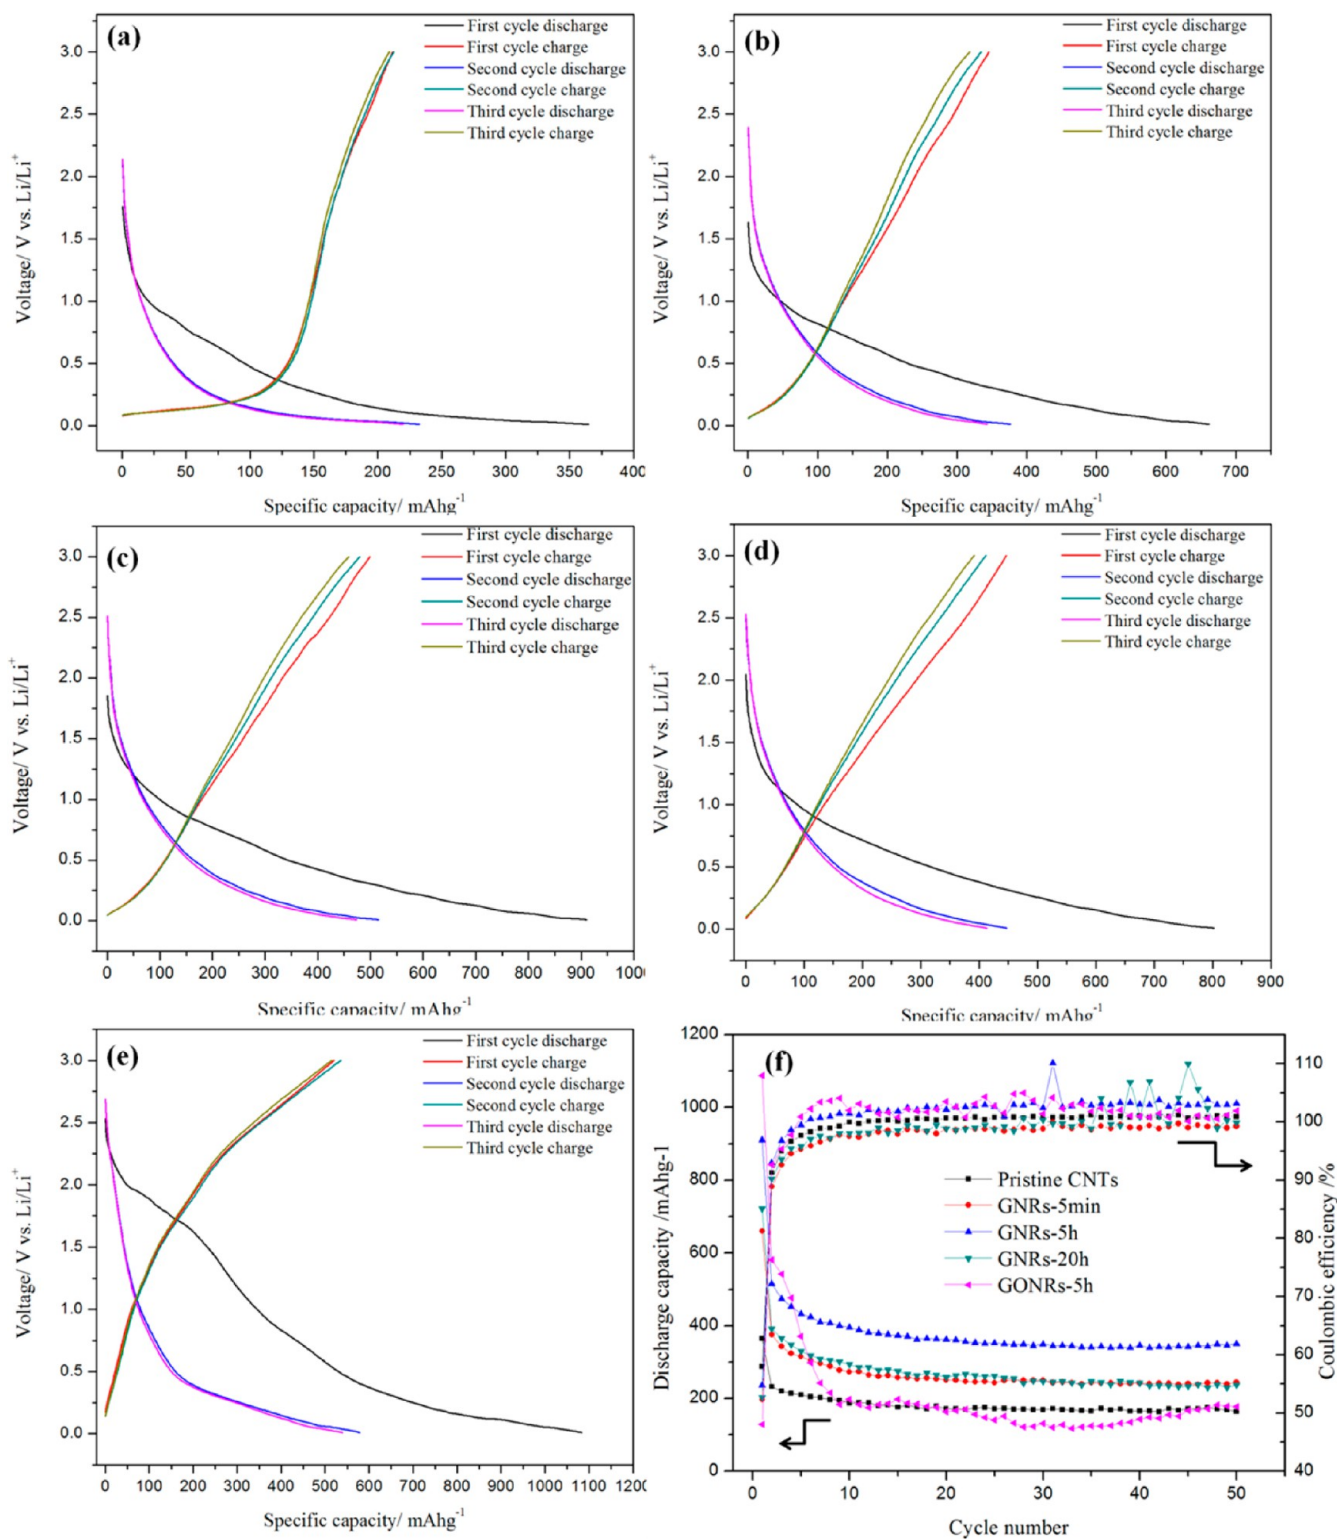 (a)
First cycle discharge
First cycle charge
Second cycle discharge
Second cycle charge
Third cycle discharge
Third cycle charge
3.0
2.5
2.0
1.5
1.0
0.5
0.0
Voltage/ V vs. Li/Li+
0 50 100 150 200 250 300 350 400
Specific capacity/ mAhg-1
(b)
First cycle discharge
First cycle charge
Second cycle discharge
Second cycle charge
Third cycle discharge
Third cycle charge
3.0
2.5
2.0
1.5
1.0
0.5
0.0
Voltage/ V vs. Li/Li+
0 100 200 300 400 500 600 700
Specific capacity/ mAhg-1
(c)
First cycle discharge
First cycle charge
Second cycle discharge
Second cycle charge
Third cycle discharge
Third cycle charge
3.0
2.5
2.0
1.5
1.0
0.5
0.0
Voltage/ V vs. Li/Li+
0 100 200 300 400 500 600 700 800 900
Specific capacity/ mAhg-1
(d)
First cycle discharge
First cycle charge
Second cycle discharge
Second cycle charge
Third cycle discharge
Third cycle charge
3.0
2.5
2.0
1.5
1.0
0.5
0.0
Voltage/ V vs. Li/Li+
0 100 200 300 400 500 600 700 800 900
Specific capacity/ mAhg-1
(e)
First cycle discharge
First cycle charge
Second cycle discharge
Second cycle charge
Third cycle discharge
Third cycle charge
3.0
2.5
2.0
1.5
1.0
0.5
0.0
Voltage/ V vs. Li/Li+
0 100 200 300 400 500 600 700 800 900 1000 1100 1200
Specific capacity/ mAhg-1
(f)
1200
1000
800
600
400
200
0
Discharge capacity /mAhg-1
Pristine CNTs
GNRs-5min
GNRs-5h
GNRs-20h
GONRs-5h
110
100
90
80
70
60
50
40
Coulombic efficiency /%
0 10 20 30 40 50
Cycle number